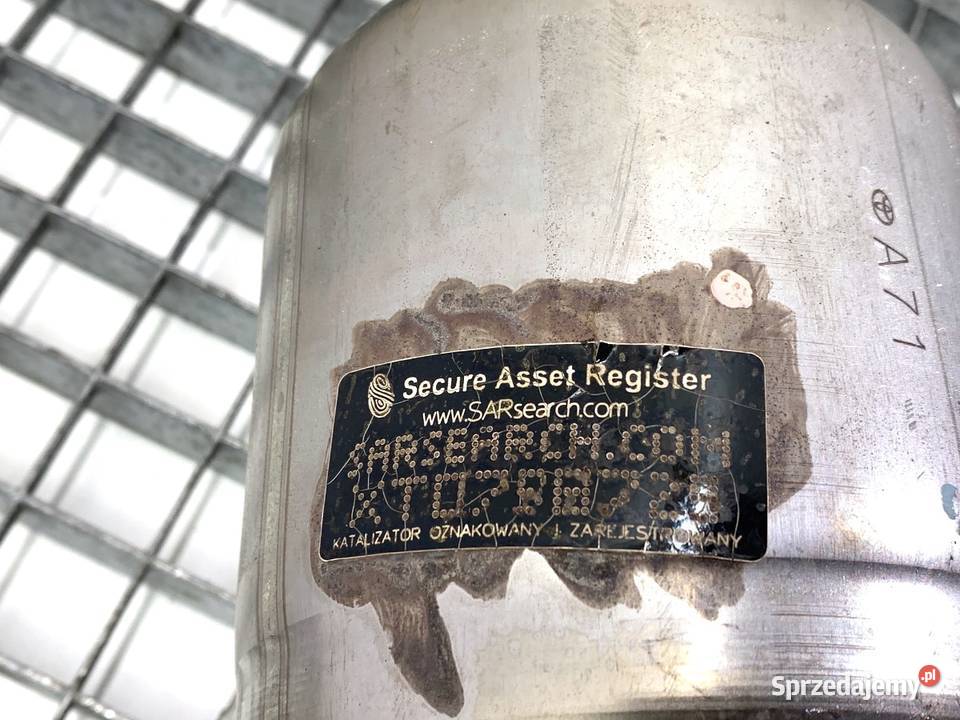 A71
Secure Asset Register
www.SARsearch.com
SARSEARCH.COM
KATALIZATOR OZNAKOWANY I ZAREJESTROWANY
Sprzedajemy.pl